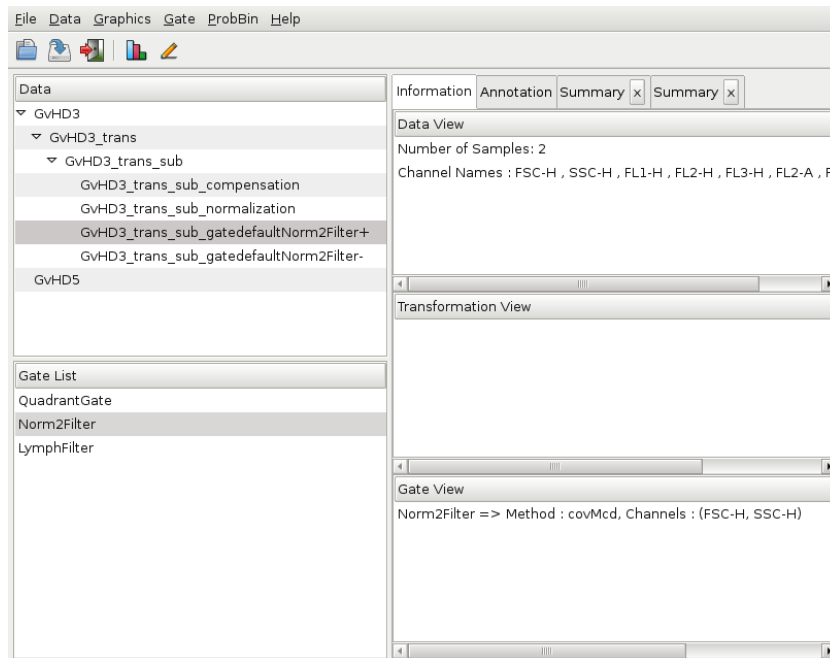 File Data Graphics Gate ProbBin Help
Data
GvHD3
GvHD3_trans
GvHD3_trans_sub
GvHD3_trans_sub_compensation
GvHD3_trans_sub_normalization
GvHD3_trans_sub_gatedefaultNorm2Filter+
GvHD3_trans_sub_gatedefaultNorm2Filter-
GvHD5
Gate List
QuadrantGate
Norm2Filter
LymphFilter
Information Annotation Summary x Summary x
Data View
Number of Samples: 2
Channel Names : FSC-H , SSC-H , FL1-H , FL2-H , FL3-H , FL2-A , F
Transformation View
Gate View
Norm2Filter => Method : covMcd, Channels : (FSC-H, SSC-H)